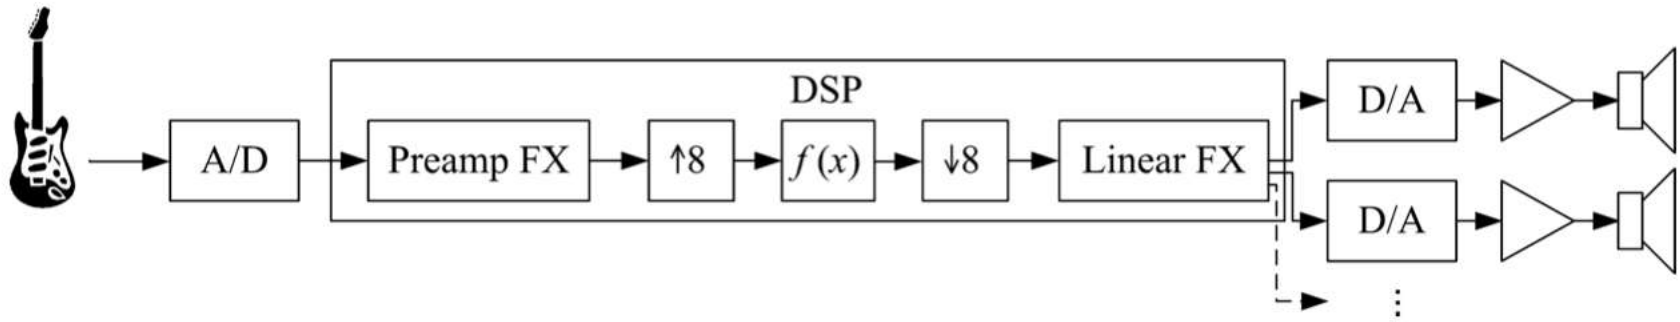 DSP
A/D
Preamp FX
↑8
f(x)
↓8
Linear FX
D/A
D/A
⋮